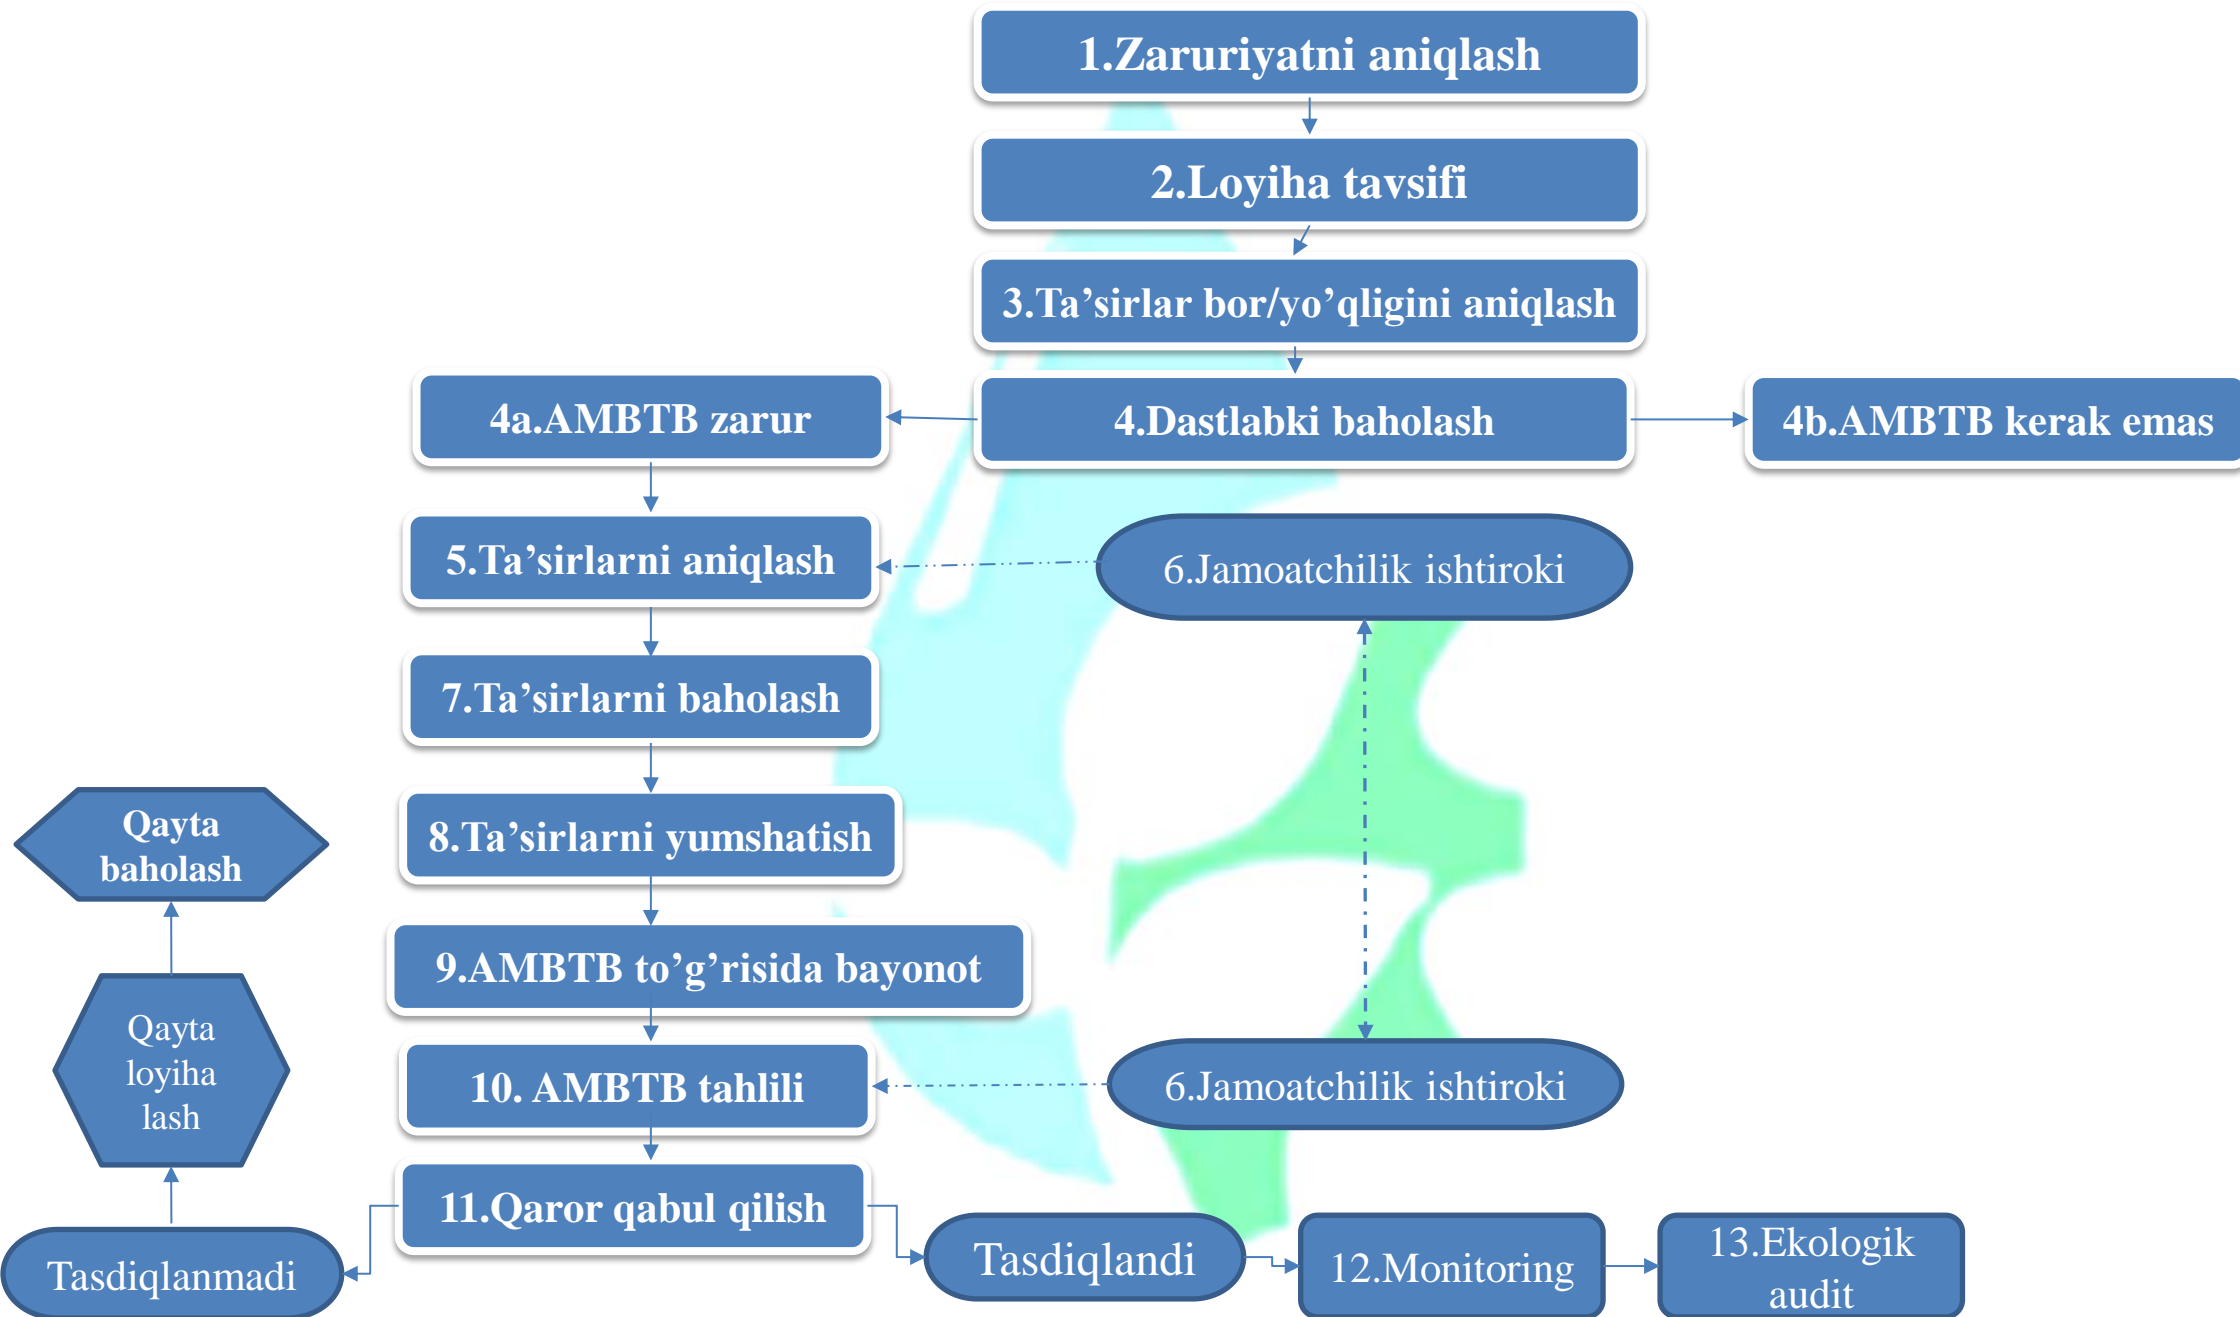 1.Zaruriyatni aniqlash
2.Loyiha tavsifi
3.Ta’sirlar bor/yo’qligini aniqlash
4a.AMBTB zarur
4.Dastlabki baholash
4b.AMBTB kerak emas
5.Ta’sirlarni aniqlash
6.Jamoatchilik ishtiroki
7.Ta’sirlarni baholash
8.Ta’sirlarni yumshatish
Qayta
baholash
9.AMBTB to’g’risida bayonot
Qayta
loyiha
lash
10. AMBTB tahlili
6.Jamoatchilik ishtiroki
11.Qaror qabul qilish
Tasdiqlanmadi
Tasdiqlandi
12.Monitoring
13.Ekologik
audit